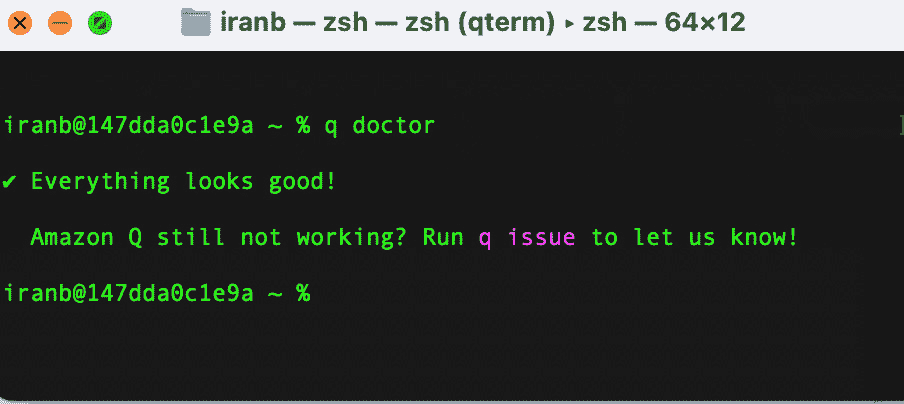 iranb — zsh — zsh (qterm) ▸ zsh — 64×12
iranb@147dda0c1e9a ~ % q doctor
✔ Everything looks good!
Amazon Q still not working? Run q issue to let us know!
iranb@147dda0c1e9a ~ %